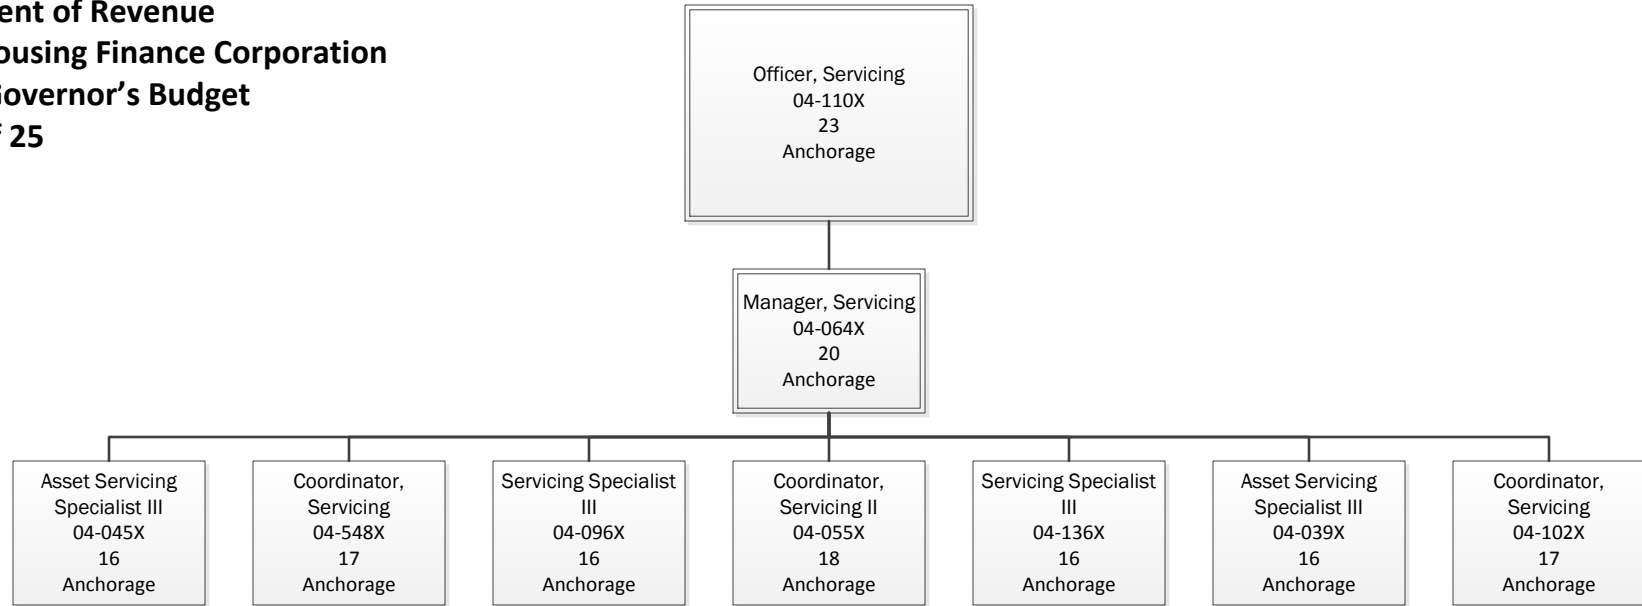 ent of Revenue
ousing Finance Corporation
Governor’s Budget
f 25
Officer, Servicing
04-110X
23
Anchorage
Manager, Servicing
04-064X
20
Anchorage
Asset Servicing
Specialist III
04-045X
16
Anchorage
Coordinator,
Servicing
04-548X
17
Anchorage
Servicing Specialist
III
04-096X
16
Anchorage
Coordinator,
Servicing II
04-055X
18
Anchorage
Servicing Specialist
III
04-136X
16
Anchorage
Asset Servicing
Specialist III
04-039X
16
Anchorage
Coordinator,
Servicing
04-102X
17
Anchorage